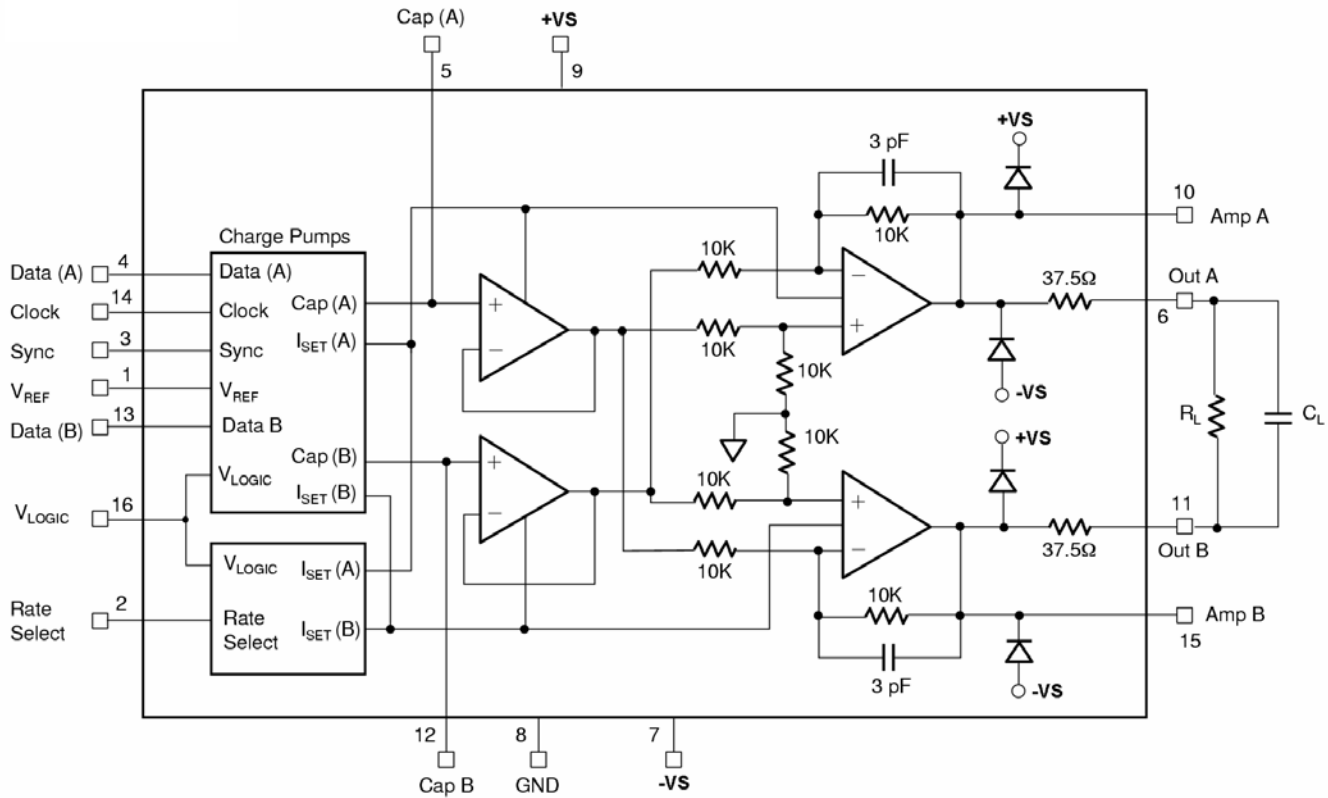 Cap (A)
+VS
5
9
+VS
3 pF
10
Amp A
10K
10K
Charge Pumps
Data (A)
4
Data (A)
Clock
14
Clock
Cap (A)
+
−
37.5Ω
Out A
6
Sync
3
Sync
ISET (A)
−
10K
+
VREF
1
VREF
10K
-VS
Data (B)
13
Data B
RL
CL
Cap (B)
+
10K
+VS
VLOGIC
ISET (B)
10K
+
VLOGIC
16
−
11
Out B
37.5Ω
VLOGIC
ISET (A)
10K
−
Rate
Select
2
Rate
Select
ISET (B)
10K
Amp B
15
3 pF
-VS
12
8
7
Cap B
GND
-VS